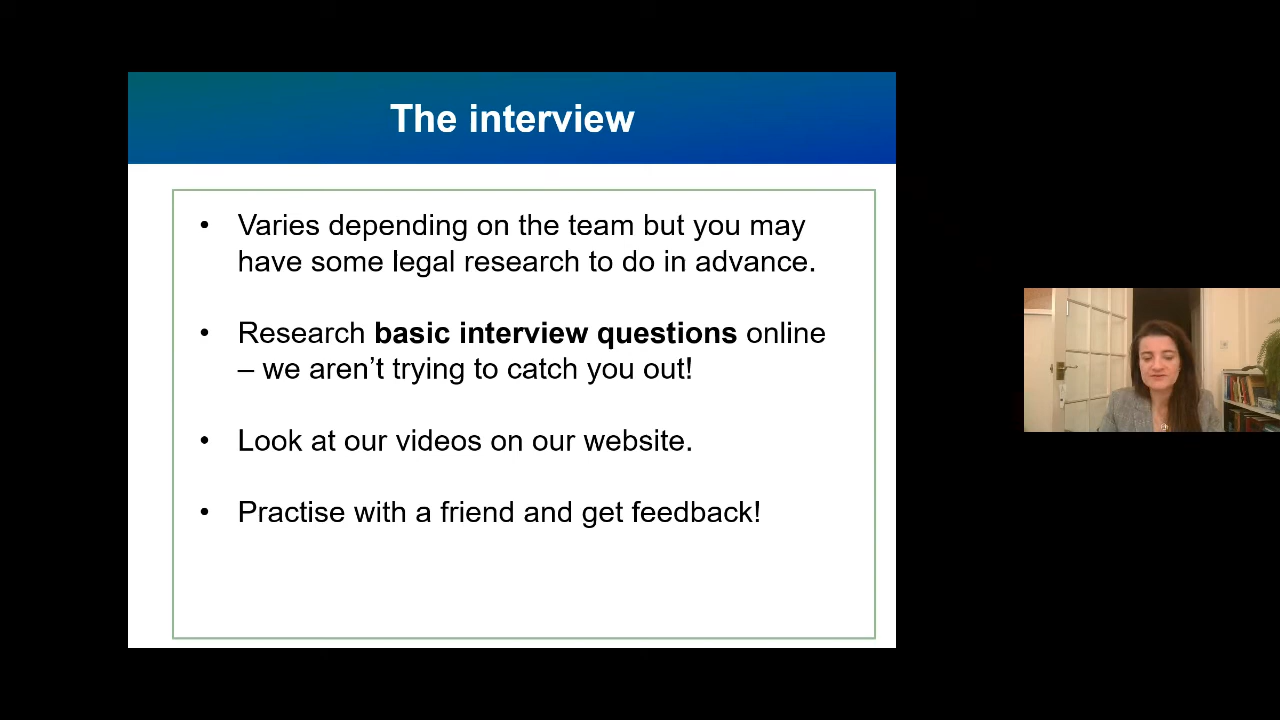 The interview
• Varies depending on the team but you may
have some legal research to do in advance.
• Research basic interview questions online
– we aren’t trying to catch you out!
• Look at our videos on our website.
• Practise with a friend and get feedback!